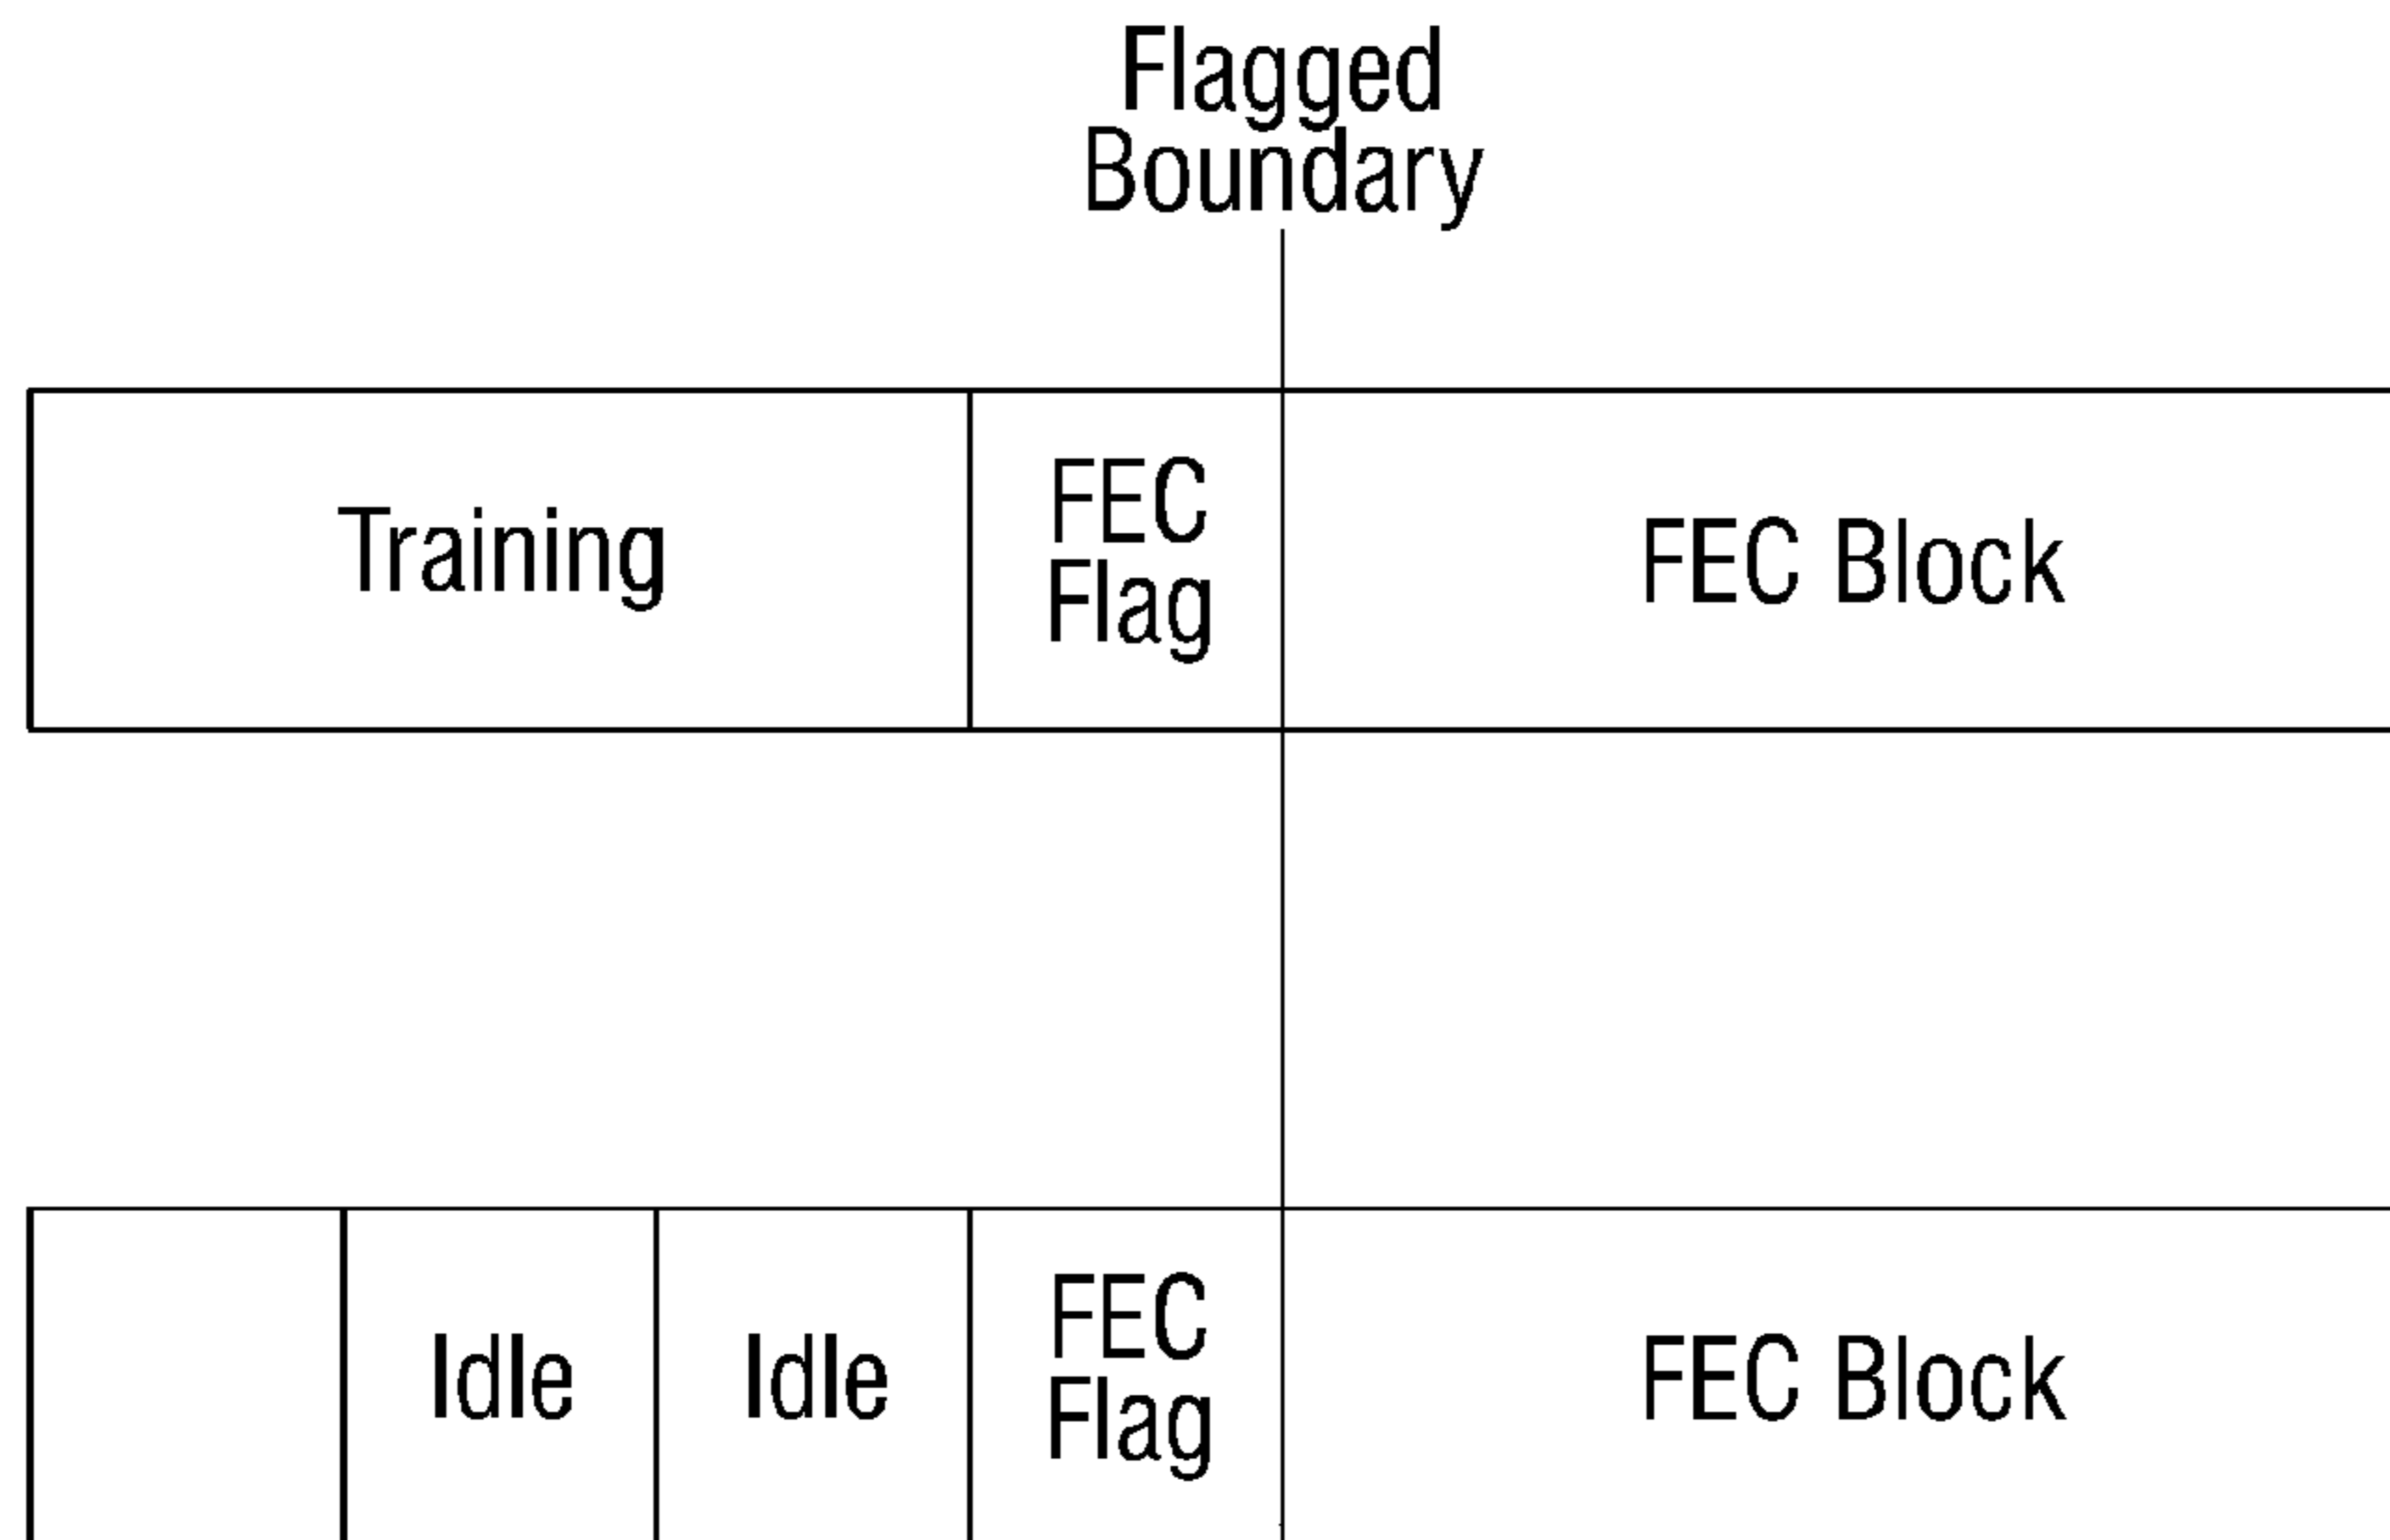 Flagged
Boundary
Training
FEC
Flag
FEC Block
Idle
Idle
FEC
Flag
FEC Block